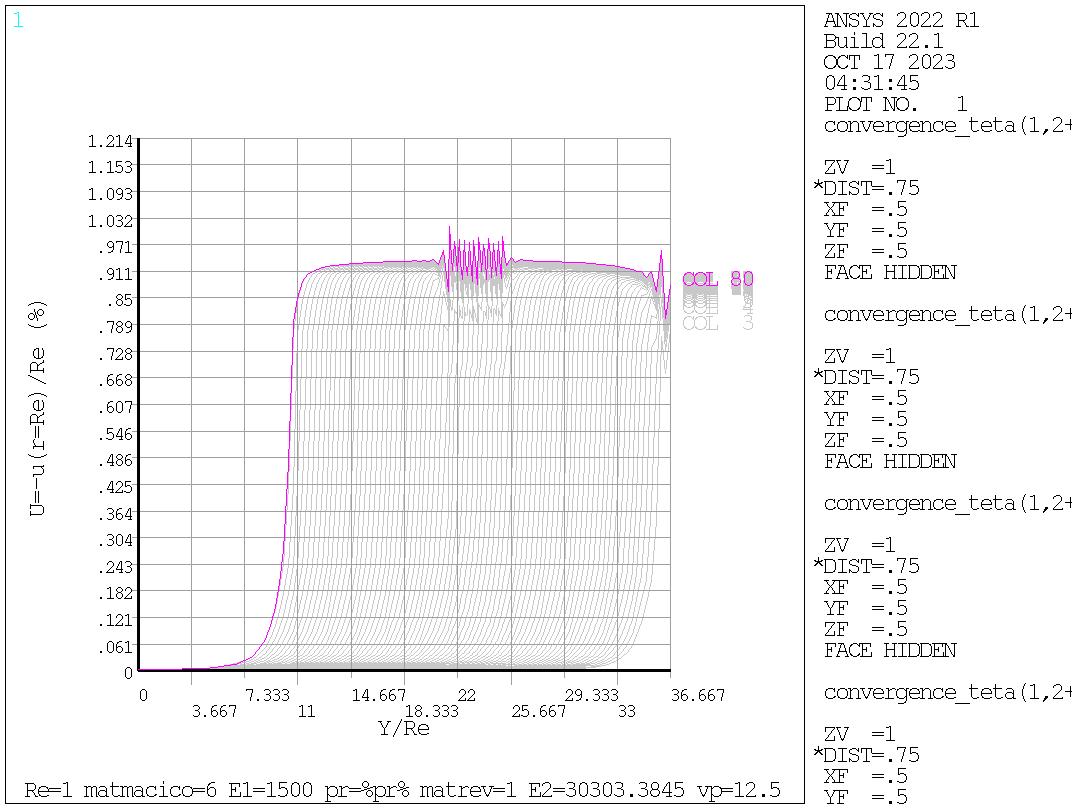 1
ANSYS 2022 R1
Build 22.1
OCT 17 2023
04:31:45
PLOT NO. 1
convergence_teta(1,2+
ZV =1
*DIST=.75
XF =.5
YF =.5
ZF =.5
FACE HIDDEN
convergence_teta(1,2+
ZV =1
*DIST=.75
XF =.5
YF =.5
ZF =.5
FACE HIDDEN
convergence_teta(1,2+
ZV =1
*DIST=.75
XF =.5
YF =.5
ZF =.5
FACE HIDDEN
convergence_teta(1,2+
ZV =1
*DIST=.75
XF =.5
YF =.5
U=-u(r=Re)/Re (%)
1.214
1.153
1.093
1.032
.971
.911
.85
.789
.728
.668
.607
.546
.486
.425
.364
.304
.243
.182
.121
.061
0
COL 80
COL
0
3.667
7.333
11
14.667
18.333
22
25.667
29.333
33
36.667
Y/Re
Re=1 matmacico=6 E1=1500 pr=%pr% matrev=1 E2=30303.3845 vp=12.5